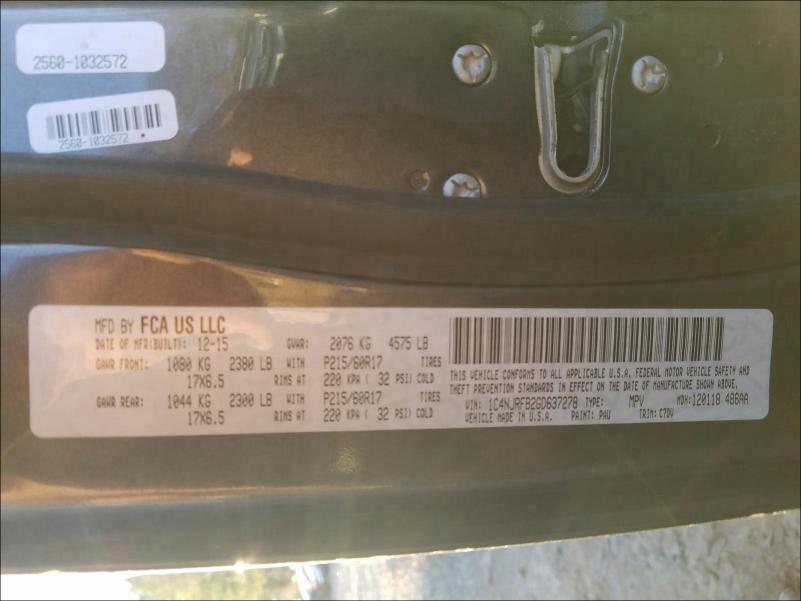 2560-1032572
2560-1032572
MFD BY FCA US LLC
DATE OF MFR(BUILT): 12-15 GVWR: 2076 KG 4575 LB
GAWR FRONT: 1080 KG 2380 LB WITH P215/60R17 TIRES
17X6.5 RIMS AT 220 KPA ( 32 PSI) COLD
GAWR REAR: 1044 KG 2300 LB WITH P215/60R17 TIRES
17X6.5 RIMS AT 220 KPA ( 32 PSI) COLD
THIS VEHICLE CONFORMS TO ALL APPLICABLE U.S.A. FEDERAL MOTOR VEHICLE SAFETY AND
THEFT PREVENTION STANDARDS IN EFFECT ON THE DATE OF MANUFACTURE SHOWN ABOVE.
VIN: 1C4NJRFB2GD637278 TYPE: MPV MDH:120118 486AA
VEHICLE MADE IN U.S.A. PAINT: PAU TRIM: C7DV